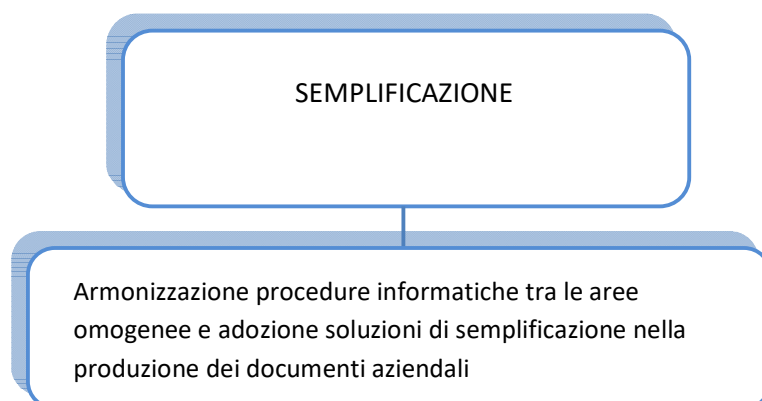 SEMPLIFICAZIONE
Armonizzazione procedure informatiche tra le aree
omogenee e adozione soluzioni di semplificazione nella
produzione dei documenti aziendali